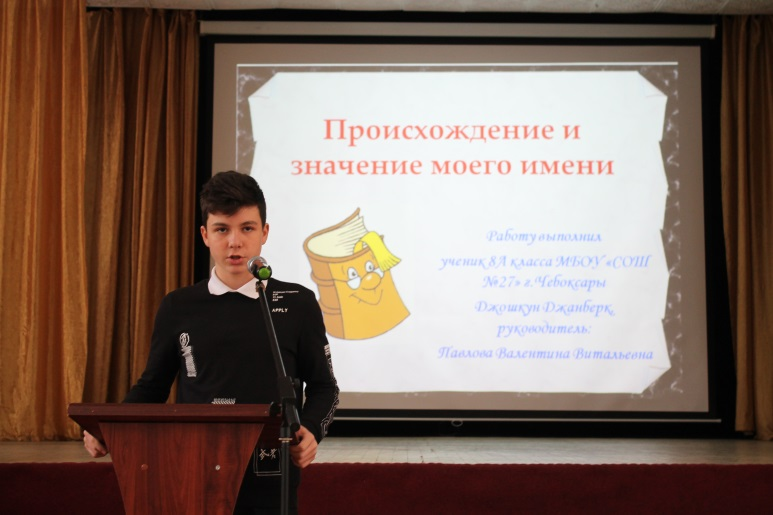 Происхождение и
значение моего имени
Работу выполнил
ученик 8А класса МБОУ «СОШ
№27» г.Чебоксары
Джошкун Джанберк,
руководитель:
Павлова Валентина Витальевна
APPLY